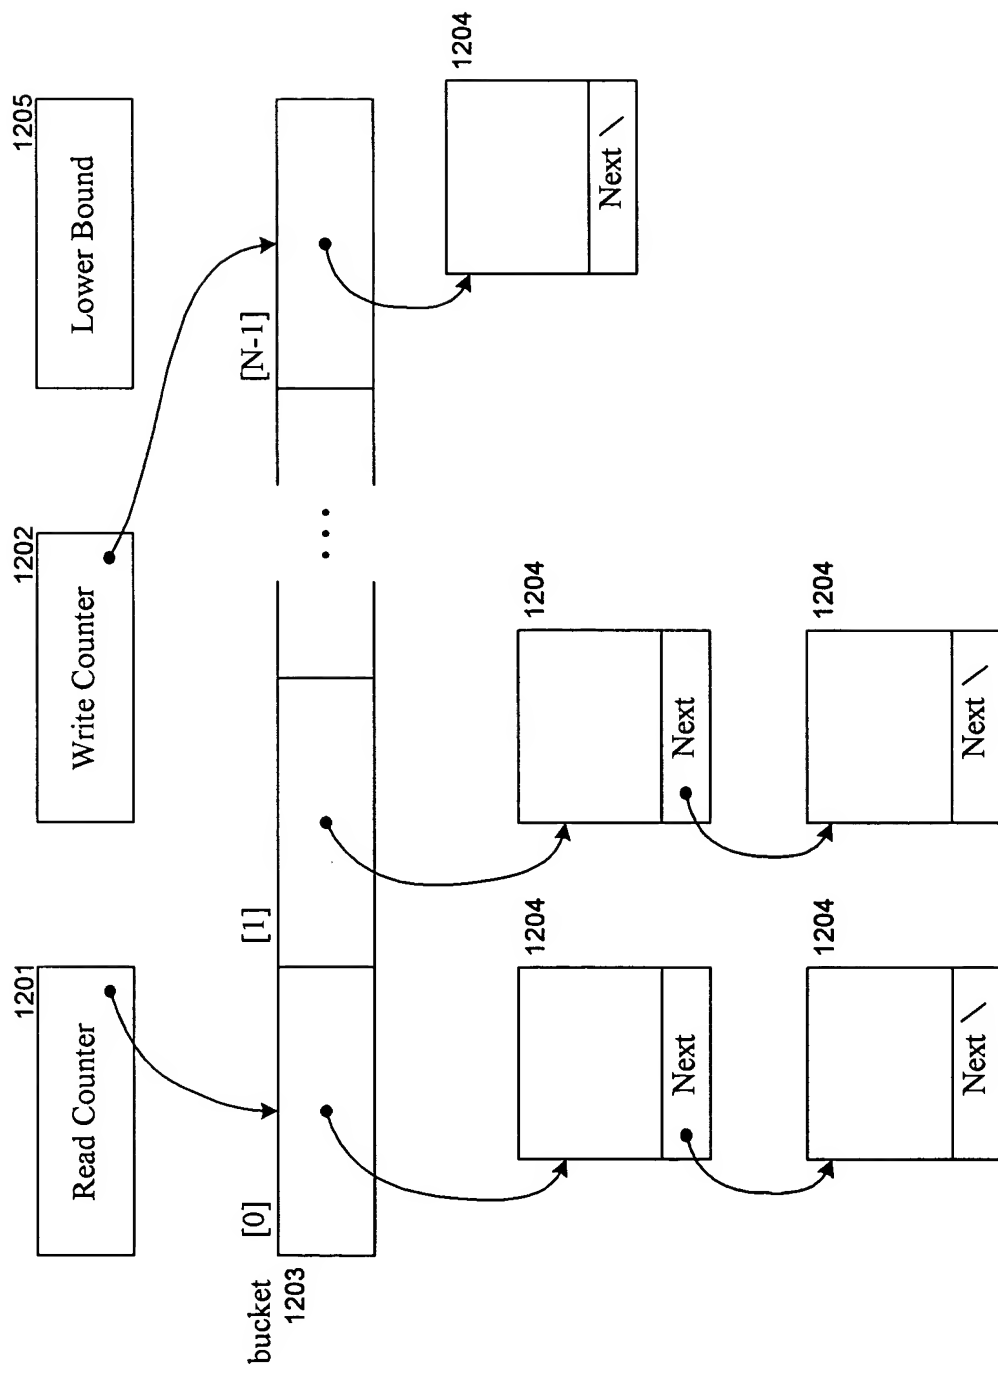 1201
1202
1205
Read Counter
Write Counter
Lower Bound
[0]
[1]
[N-1]
bucket
1203
• • •
1204
Next \
1204
1204
Next
Next
1204
1204
Next \
Next \